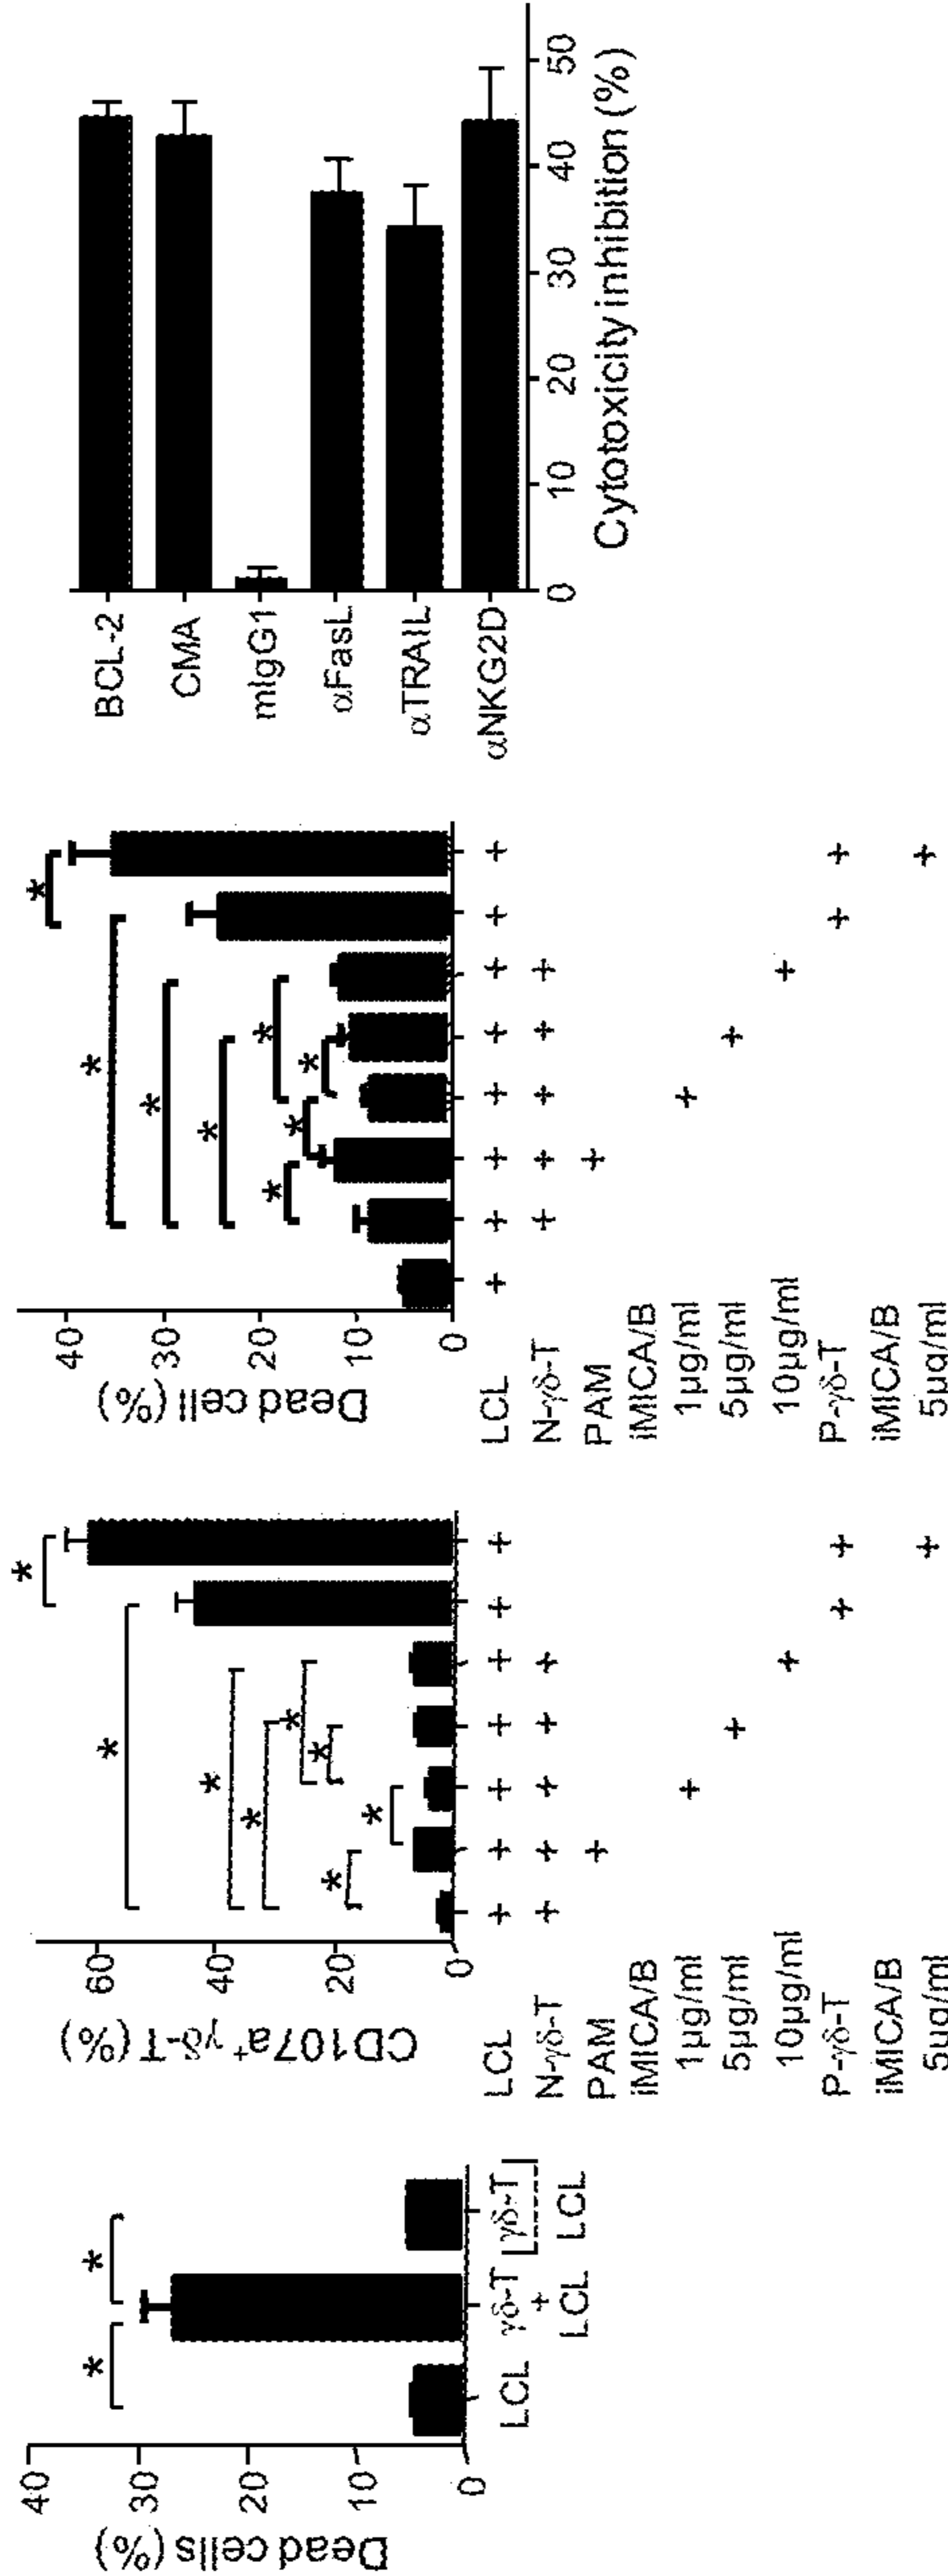 Dead cells (%)
40
30
20
10
0
LCL
γδ-T
+
LCL
γδ-T
LCL
*
*
CD107a⁺ γδ-T (%)
60
40
20
0
*
*
*
*
*
*
*
*
LCL + + + + + + +
N-γδ-T + + + + +
PAM +
iMICA/B
1µg/ml +
5µg/ml +
10µg/ml +
P-γδ-T + +
iMICA/B
5µg/ml +
Dead cell (%)
40
30
20
10
0
*
*
*
*
*
*
*
*
LCL + + + + + + + +
N-γδ-T + + + + +
PAM +
iMICA/B
1µg/ml +
5µg/ml +
10µg/ml +
P-γδ-T + +
iMICA/B
5µg/ml +
BCL-2
CMA
mIgG1
αFasL
αTRAIL
αNKG2D
0 10 20 30 40 50
Cytotoxicity inhibition (%)